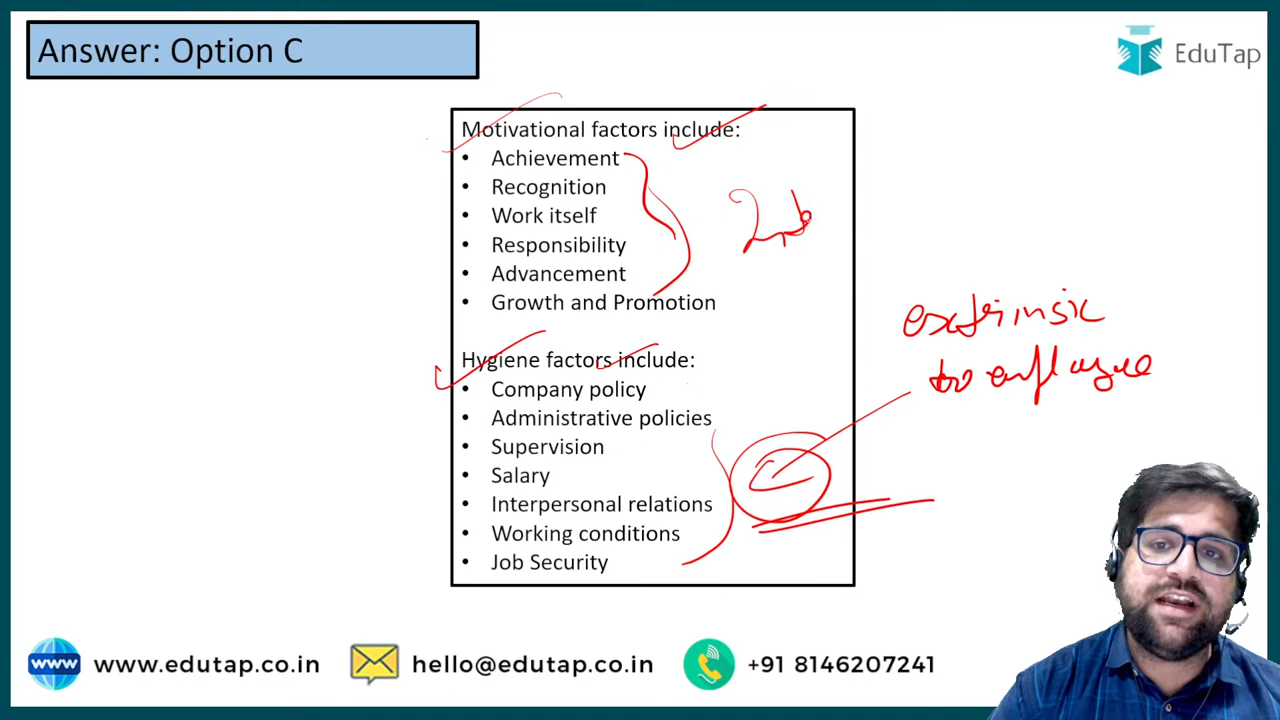 Answer: Option C
EduTap
Motivational factors include:
• Achievement
• Recognition
• Work itself
• Responsibility
• Advancement
• Growth and Promotion
Hygiene factors include:
• Company policy
• Administrative policies
• Supervision
• Salary
• Interpersonal relations
• Working conditions
• Job Security
extrinsic
to employee
www
www.edutap.co.in
hello@edutap.co.in
+91 8146207241